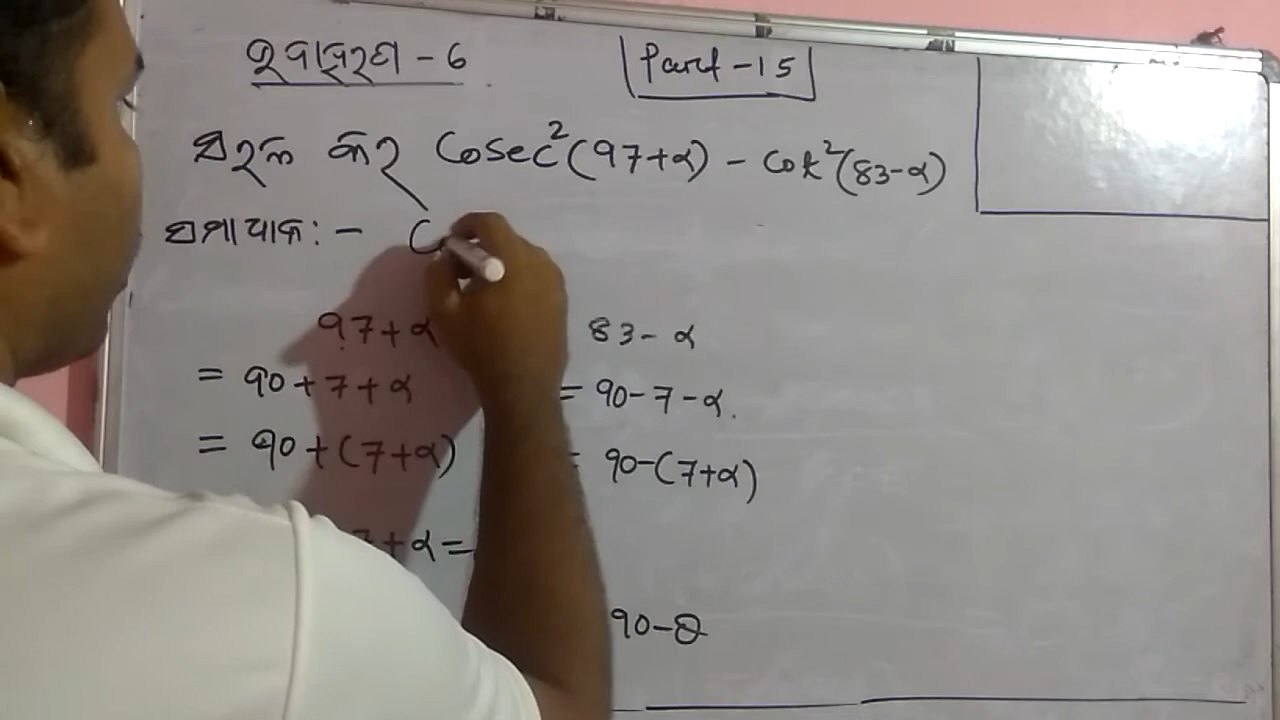 ଉଦାହରଣ - 6
Part - 15
ସରଳ କର Cosec²(97+α) - Cot²(83-α)
ସମାଧାନ: - C
97+α
83-α
= 90+7+α
= 90-7-α.
= 90+(7+α)
= 90-(7+α)
7+α =
90-θ